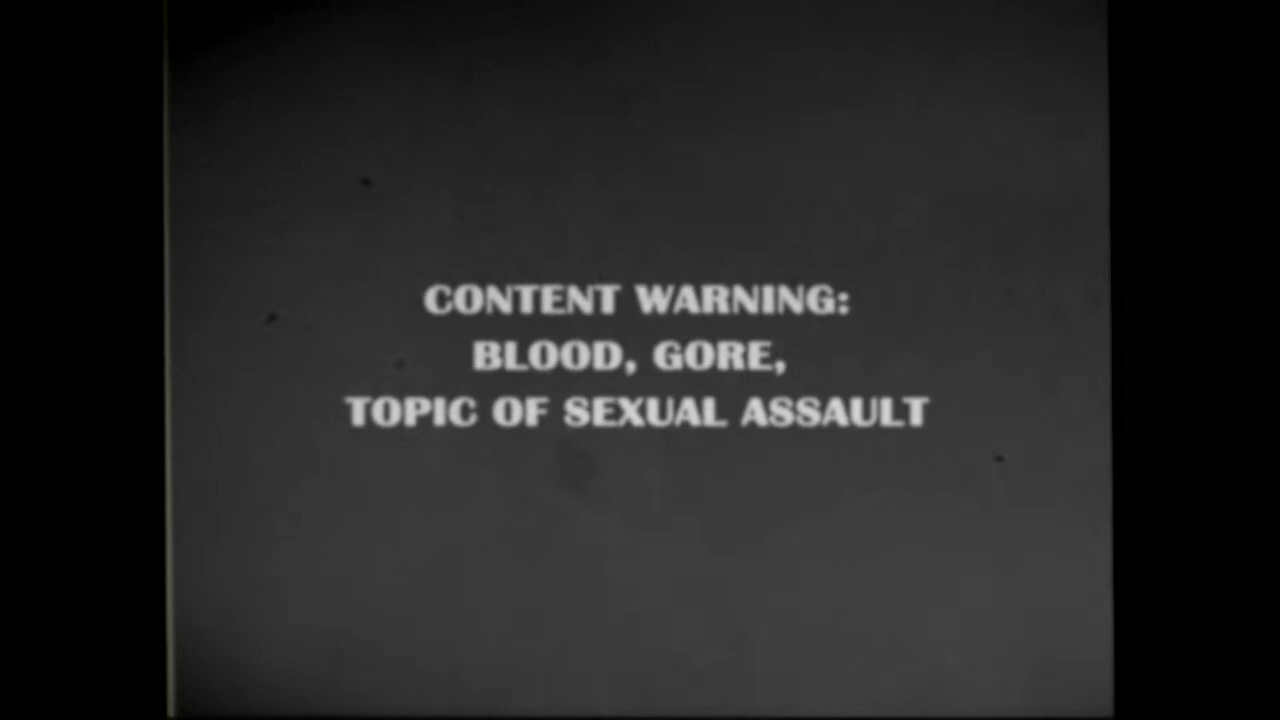 CONTENT WARNING:
BLOOD, GORE,
TOPIC OF SEXUAL ASSAULT